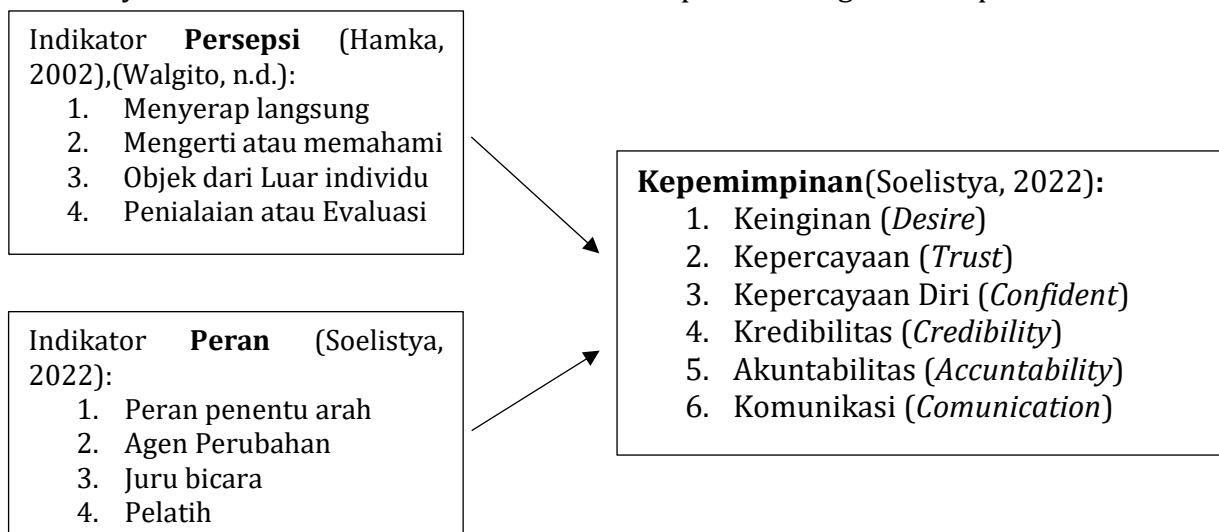 Indikator Persepsi (Hamka,
2002),(Walgito, n.d.):
1. Menyerap langsung
2. Mengerti atau memahami
3. Objek dari Luar individu
4. Penialaian atau Evaluasi
Kepemimpinan(Soelistya, 2022):
1. Keinginan (Desire)
2. Kepercayaan (Trust)
3. Kepercayaan Diri (Confident)
4. Kredibilitas (Credibility)
5. Akuntabilitas (Accuntability)
6. Komunikasi (Comunication)
Indikator Peran (Soelistya,
2022):
1. Peran penentu arah
2. Agen Perubahan
3. Juru bicara
4. Pelatih